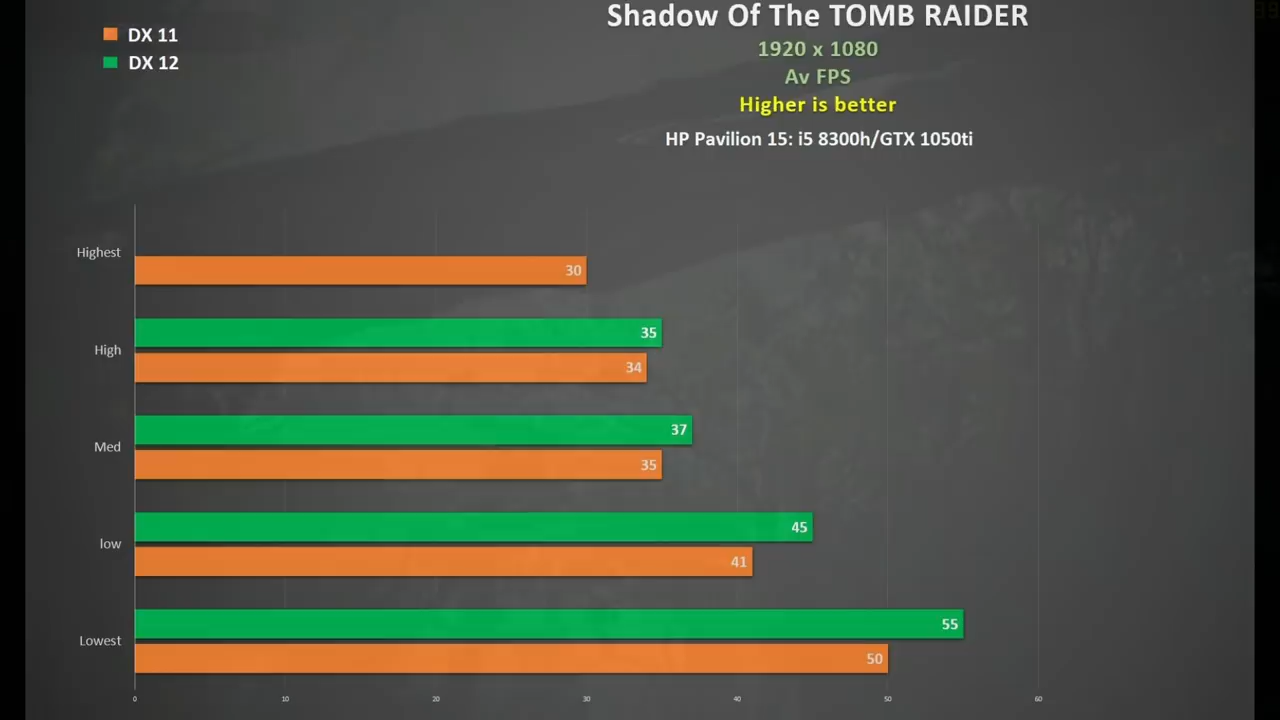 Shadow Of The TOMB RAIDER
DX 11
1920 x 1080
DX 12
Av FPS
Higher is better
HP Pavilion 15: i5 8300h/GTX 1050ti
Highest
30
35
High
34
37
Med
35
45
low
41
55
Lowest
50
0 10 20 30 40 50 60